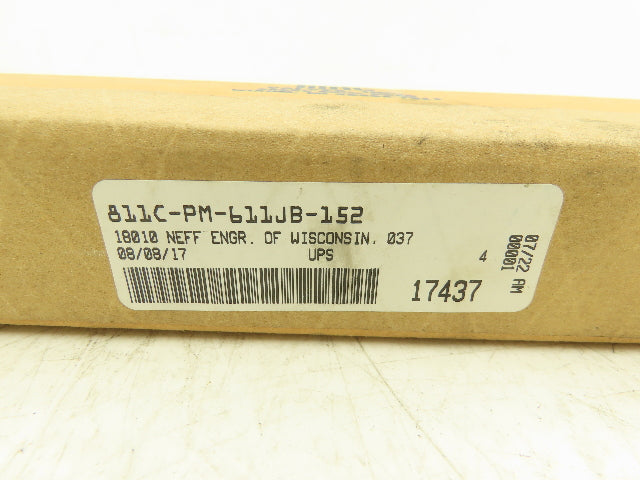 811C-PM-611JB-152
18010 NEFF ENGR. OF WISCONSIN. 037
08/08/17 UPS 4
17437
07/22 AM
00001